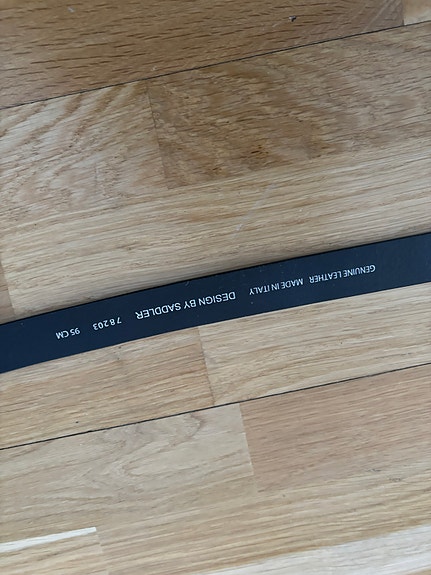 GENUINE LEATHER MADE IN ITALY DESIGN BY SADDLER 78203 95 CM